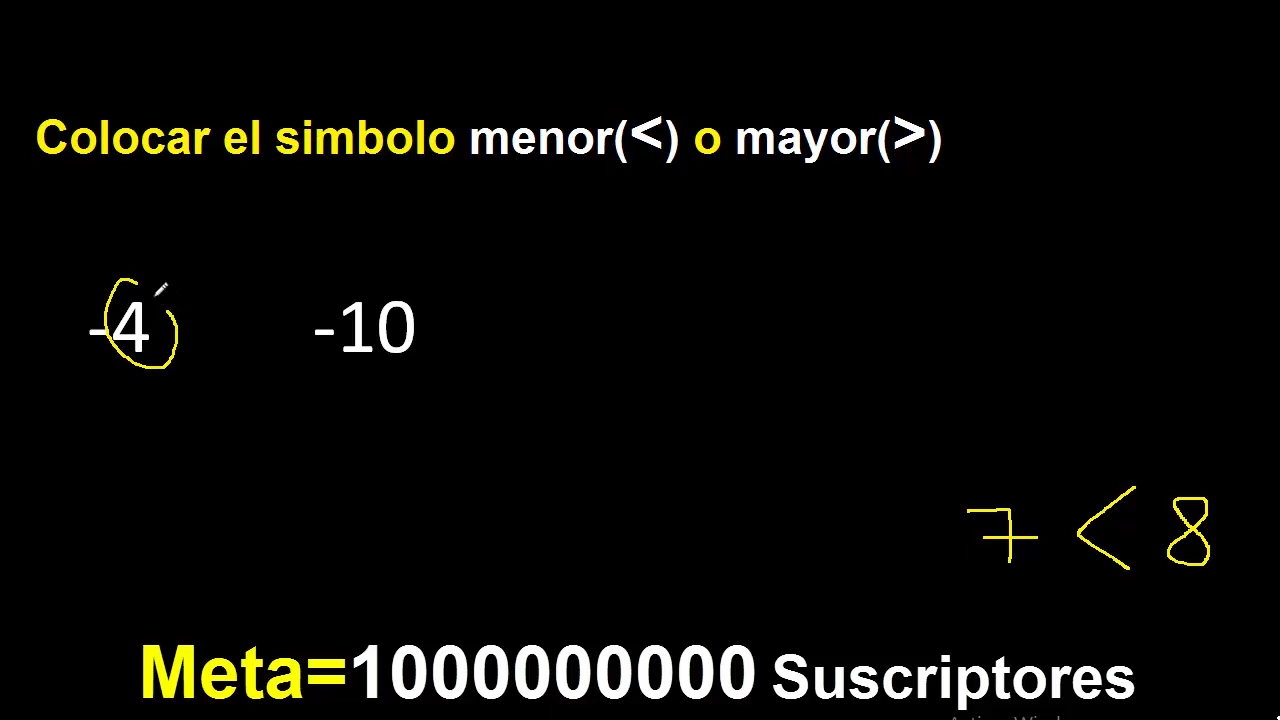 Colocar el simbolo menor(<) o mayor(>)
-4 -10
7 < 8
Meta=1000000000 Suscriptores